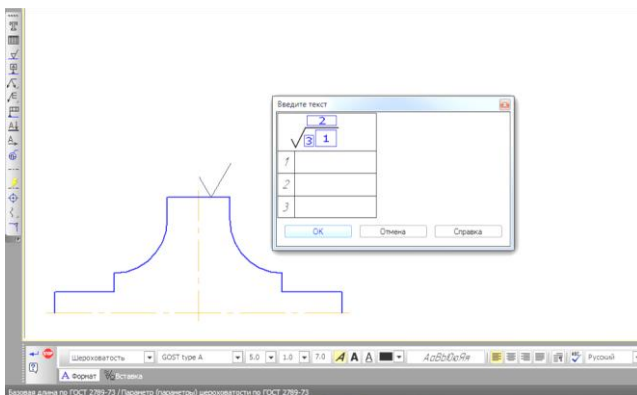 Введите текст
2
3 1
1
2
3
OK Отмена Справка
Шероховатость GOST type A 5.0 1.0 7.0 A A A АаBbБбЯя Русский
Формат Вставка
Базовая длина по ГОСТ 2789-73 / Параметр (параметры) шероховатости по ГОСТ 2789-73